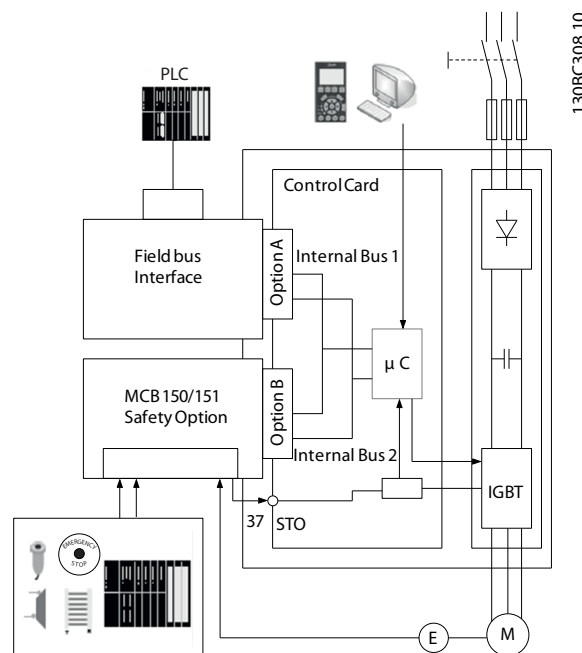 130BC308.10
PLC
Control Card
Field bus
Interface
Option A
Internal Bus 1
MCB 150/151
Safety Option
Option B
µ C
Internal Bus 2
IGBT
37
STO
EMERGENCY
STOP
E
M